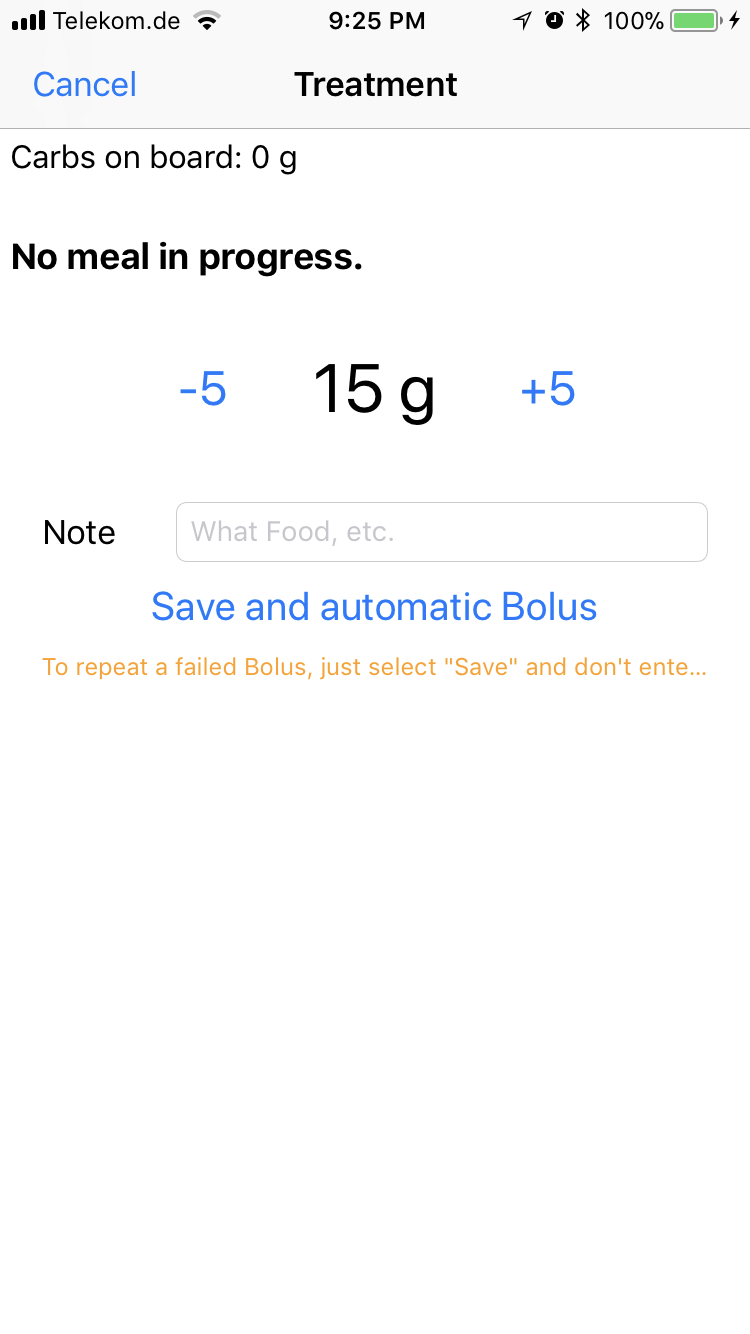 Telekom.de 9:25 PM 100%
Cancel Treatment
Carbs on board: 0 g
No meal in progress.
-5 15 g +5
Note What Food, etc.
Save and automatic Bolus
To repeat a failed Bolus, just select "Save" and don't ente...